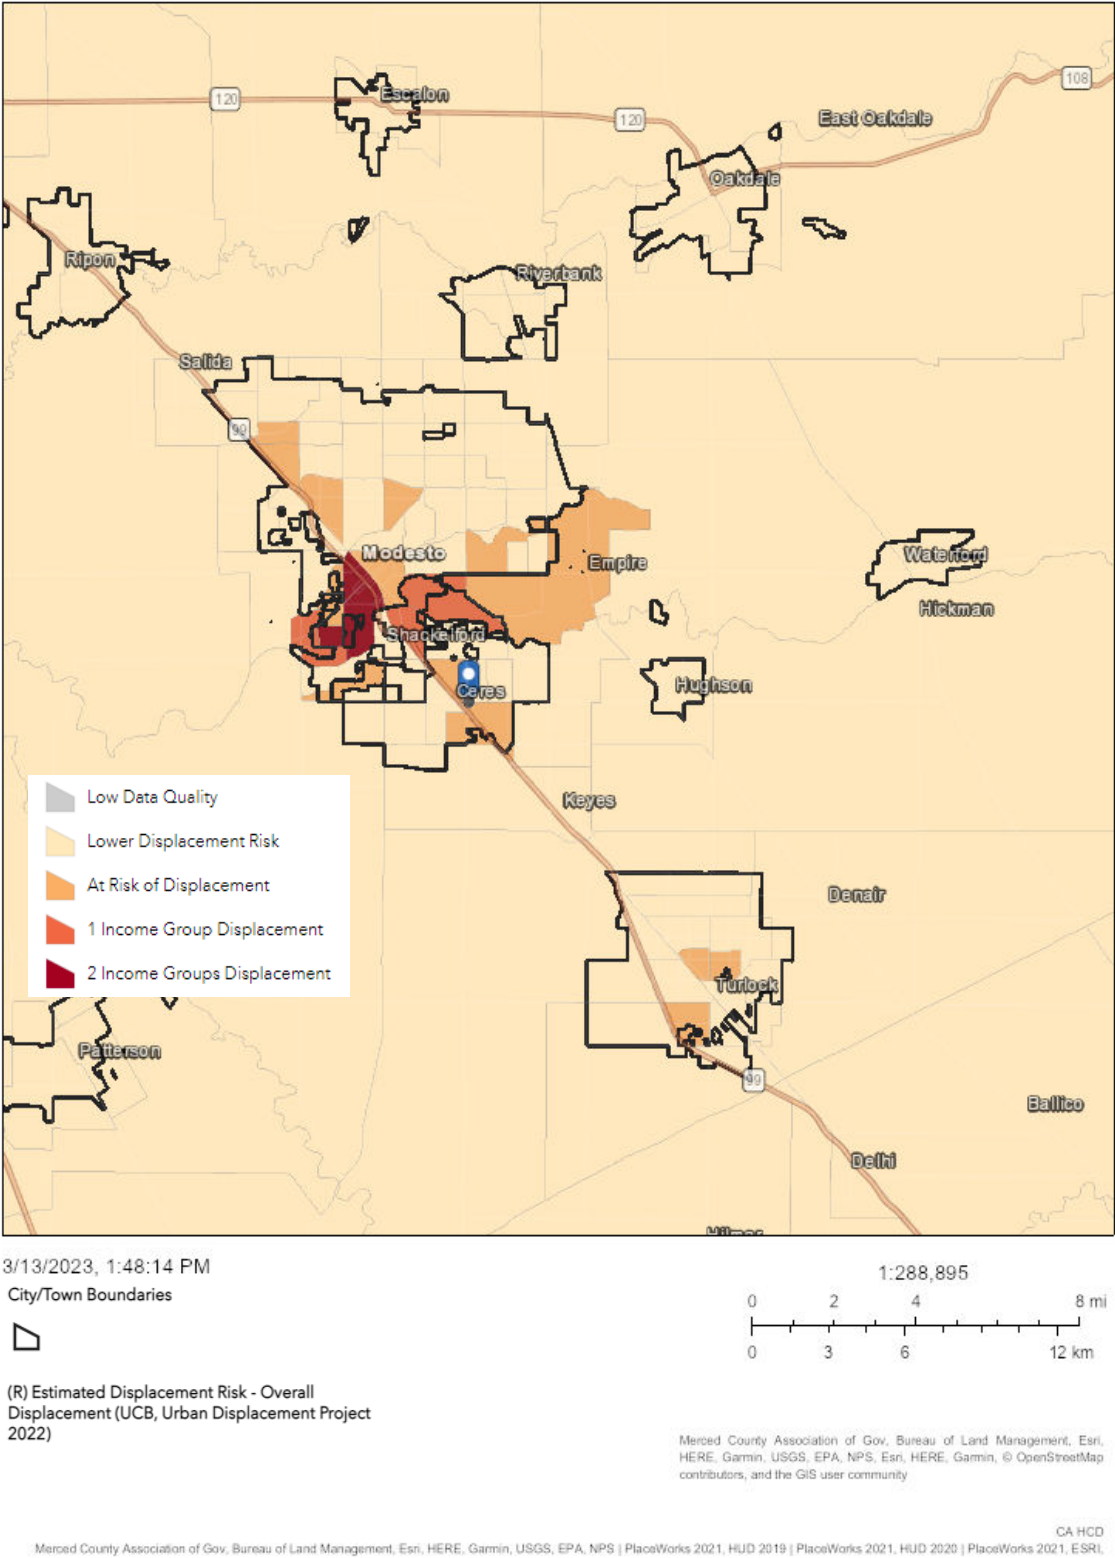 120
Escalon
120
108
East Oakdale
Oakdale
Ripon
Riverbank
Salida
99
Modesto
Empire
Waterford
Hickman
Shackelford
Ceres
Hughson
Low Data Quality
Lower Displacement Risk
At Risk of Displacement
1 Income Group Displacement
2 Income Groups Displacement
Keyes
Denair
Turlock
Patterson
99
Ballico
Delhi
Hilmar
3/13/2023, 1:48:14 PM
City/Town Boundaries
(R) Estimated Displacement Risk - Overall
Displacement (UCB, Urban Displacement Project
2022)
1:288,895
0 2 4 8 mi
0 3 6 12 km
Merced County Association of Gov, Bureau of Land Management, Esri,
HERE, Garmin, USGS, EPA, NPS, Esri, HERE, Garmin, © OpenStreetMap
contributors, and the GIS user community
CA HCD
Merced County Association of Gov, Bureau of Land Management, Esri, HERE, Garmin, USGS, EPA, NPS | PlaceWorks 2021, HUD 2019 | PlaceWorks 2021, HUD 2020 | PlaceWorks 2021, ESRI,